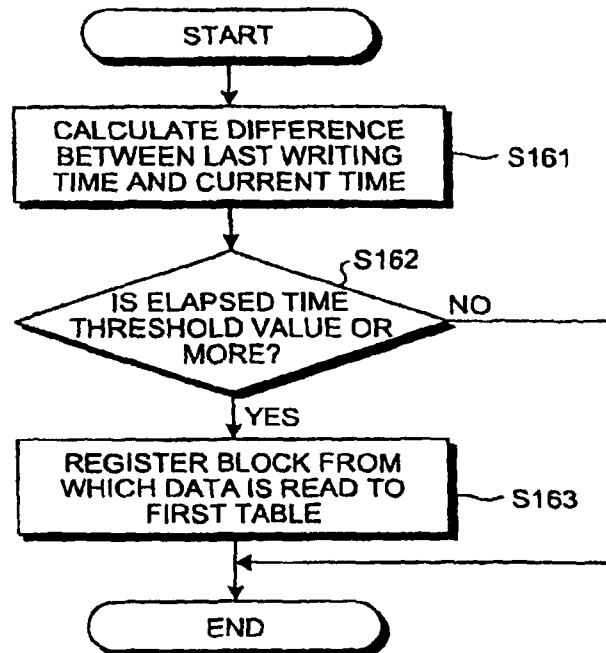 START
CALCULATE DIFFERENCE
BETWEEN LAST WRITING
TIME AND CURRENT TIME
S161
S162
IS ELAPSED TIME
THRESHOLD VALUE OR
MORE?
NO
YES
REGISTER BLOCK FROM
WHICH DATA IS READ TO
FIRST TABLE
S163
END